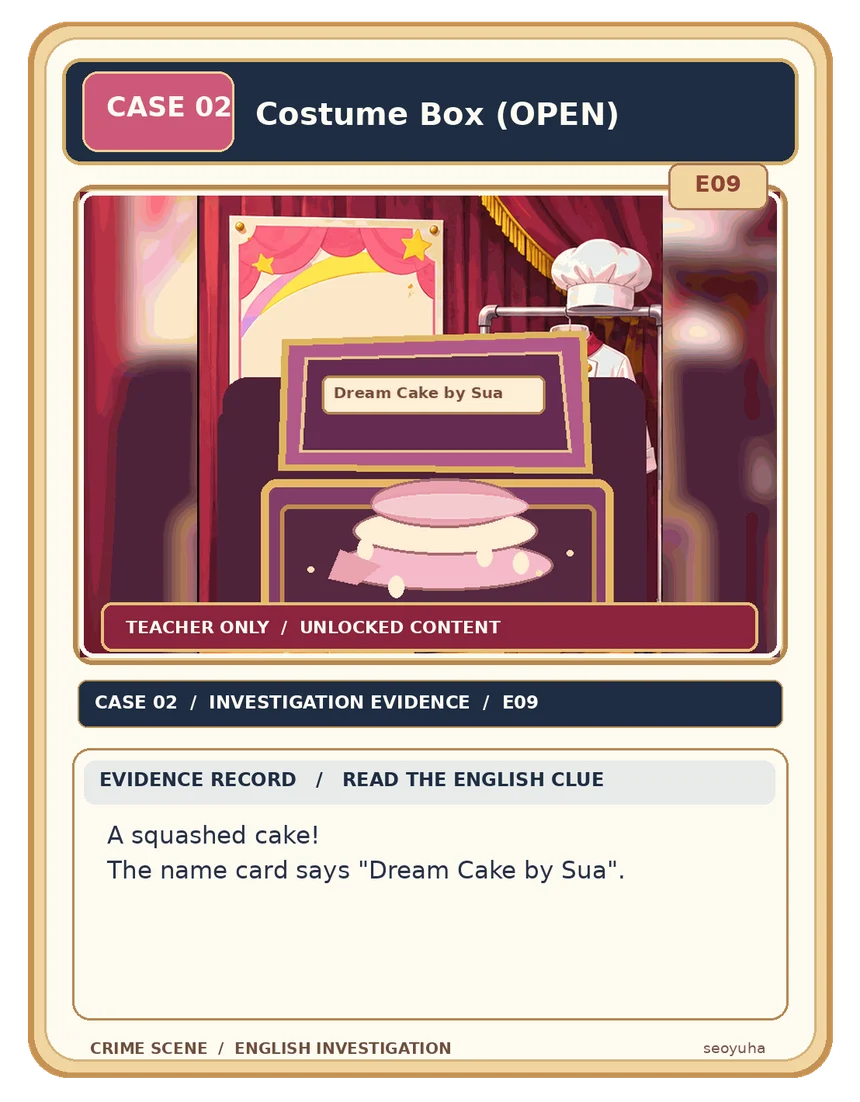 CASE 02
Costume Box (OPEN)
E09
Dream Cake by Sua
TEACHER ONLY / UNLOCKED CONTENT
CASE 02 / INVESTIGATION EVIDENCE / E09
EVIDENCE RECORD / READ THE ENGLISH CLUE
A squashed cake!
The name card says "Dream Cake by Sua".
CRIME SCENE / ENGLISH INVESTIGATION
seoyuha